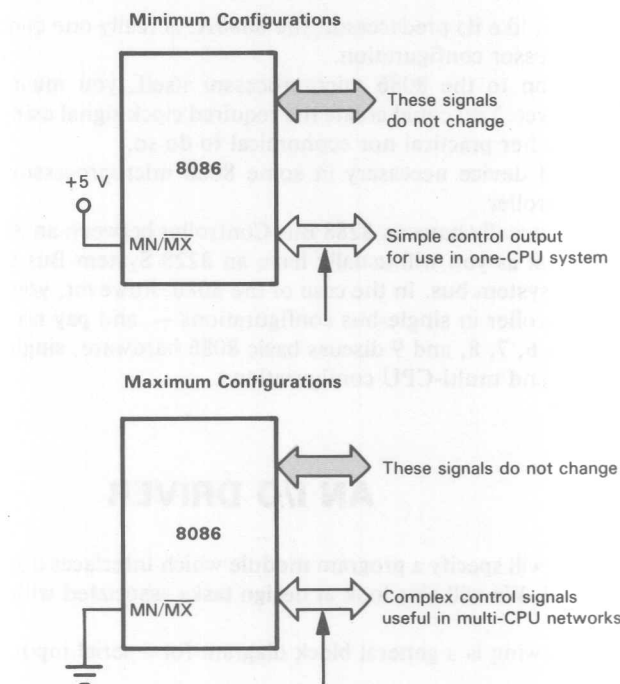 Minimum Configurations
These signals
do not change
8086
+5 V
MN/MX
Simple control output
for use in one-CPU system
Maximum Configurations
These signals do not change
8086
MN/MX
Complex control signals
useful in multi-CPU networks